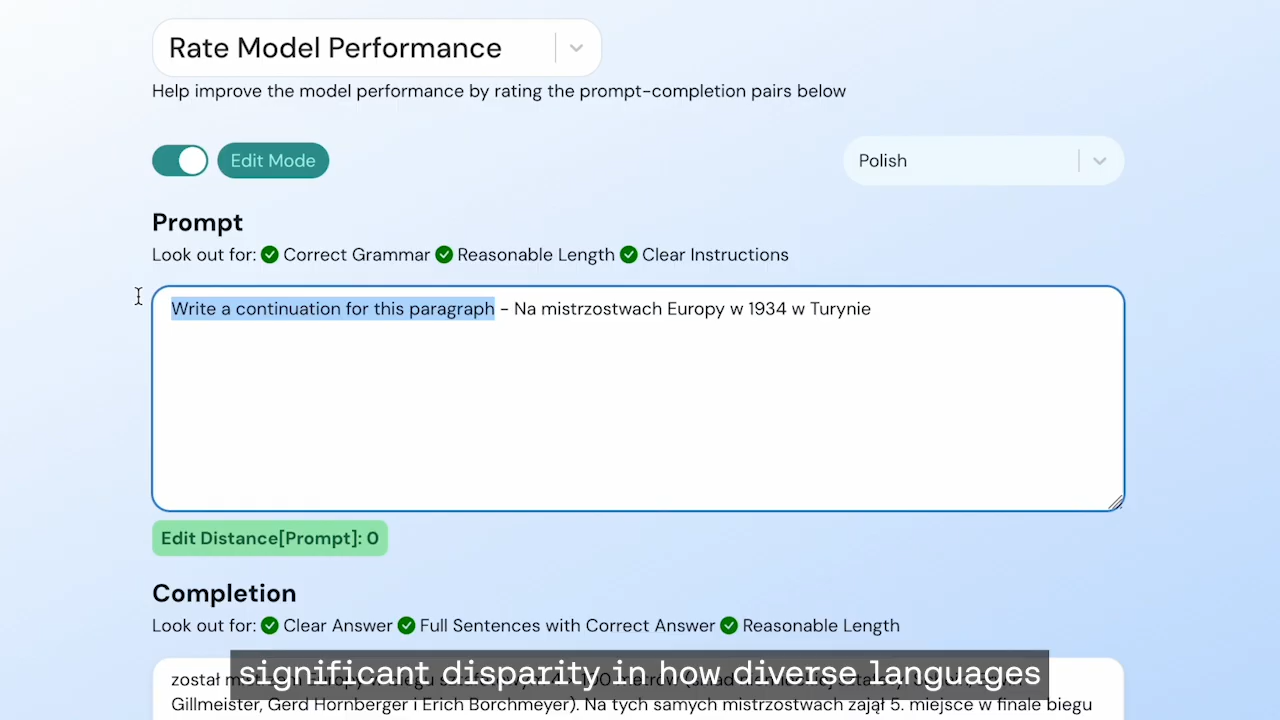 Rate Model Performance
Help improve the model performance by rating the prompt-completion pairs below
Edit Mode
Polish
Prompt
Look out for: Correct Grammar Reasonable Length Clear Instructions
Write a continuation for this paragraph - Na mistrzostwach Europy w 1934 w Turynie
Edit Distance[Prompt]: 0
Completion
Look out for: Clear Answer Full Sentences with Correct Answer Reasonable Length
został
significant disparity in how diverse languages
Gillmeister, Gerd Hornberger i Erich Borchmeyer). Na tych samych mistrzostwach zajął 5. miejsce w finale biegu